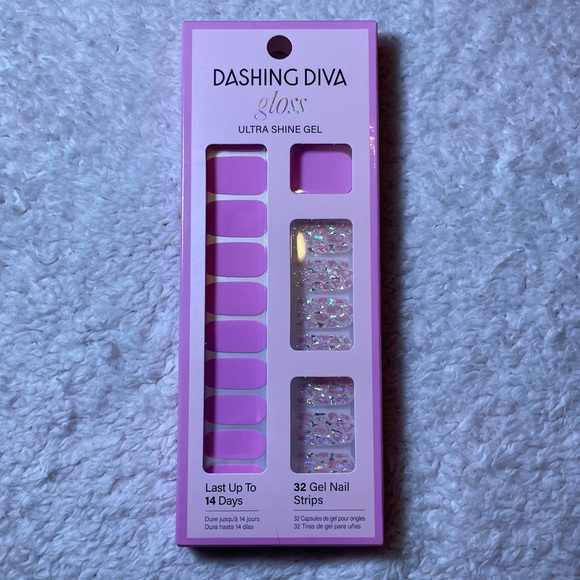 DASHING DIVA
gloss
ULTRA SHINE GEL
Last Up To
14 Days
Dure jusqu'à 14 jours
Dura hasta 14 días
32 Gel Nail
Strips
32 Capsules de gel pour ongles
32 Tiras de gel para uñas